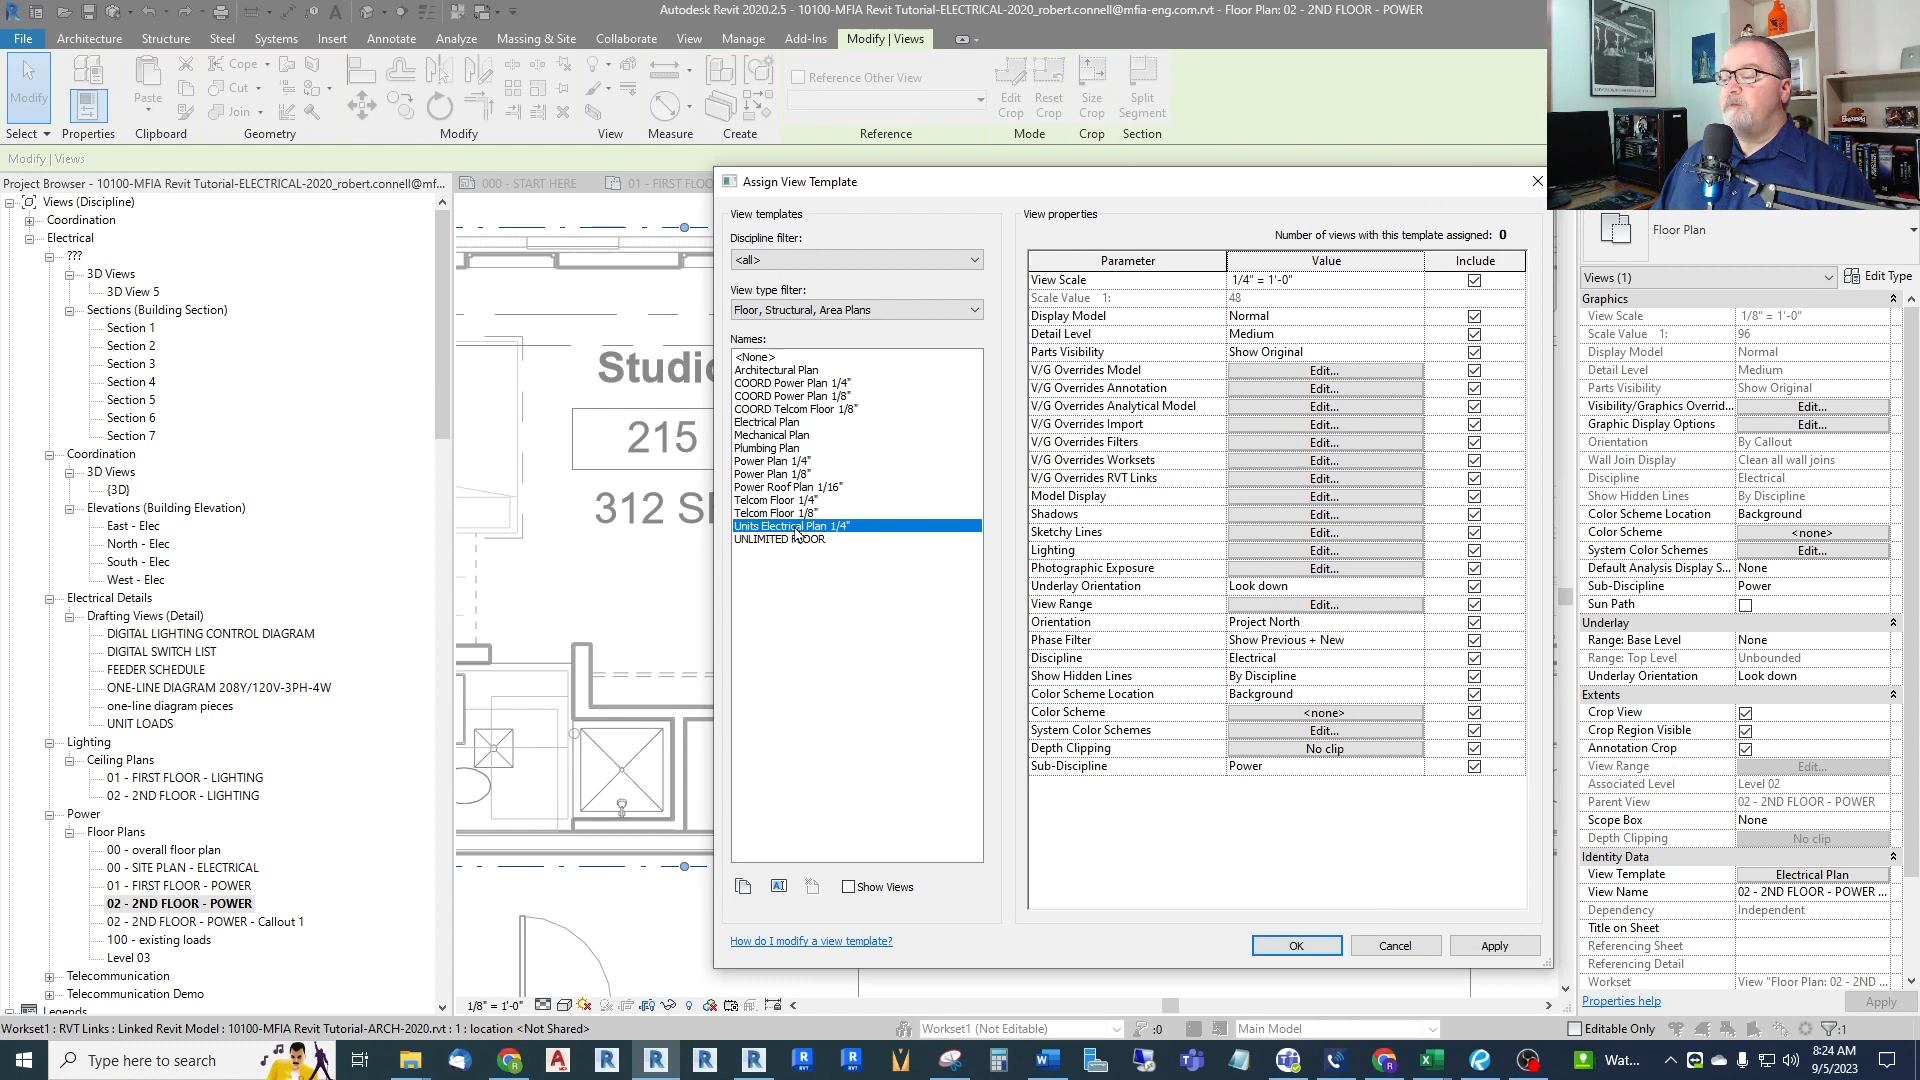 Autodesk Revit 2020.2.5 - 10100-MFIA Revit Tutorial-ELECTRICAL-2020_robert.connell@mfia-eng.com.rvt - Floor Plan: 02 - 2ND FLOOR - POWER
File Architecture Structure Steel Systems Insert Annotate Analyze Massing & Site Collaborate View Manage Add-Ins Modify | Views
Modify
Paste
Cope
Cut
Join
Reference Other View
Edit Crop
Reset Crop
Size Crop
Split Segment
Select Properties Clipboard Geometry Modify View Measure Create Reference Mode Crop Section
Modify | Views
Project Browser - 10100-MFIA Revit Tutorial-ELECTRICAL-2020_robert.connell@mf...
Views (Discipline)
Coordination
Electrical
???
3D Views
3D View 5
Sections (Building Section)
Section 1
Section 2
Section 3
Section 4
Section 5
Section 6
Section 7
Coordination
3D Views
{3D}
Elevations (Building Elevation)
East - Elec
North - Elec
South - Elec
West - Elec
Electrical Details
Drafting Views (Detail)
DIGITAL LIGHTING CONTROL DIAGRAM
DIGITAL SWITCH LIST
FEEDER SCHEDULE
ONE-LINE DIAGRAM 208Y/120V-3PH-4W
one-line diagram pieces
UNIT LOADS
Lighting
Ceiling Plans
01 - FIRST FLOOR - LIGHTING
02 - 2ND FLOOR - LIGHTING
Power
Floor Plans
00 - overall floor plan
00 - SITE PLAN - ELECTRICAL
01 - FIRST FLOOR - POWER
02 - 2ND FLOOR - POWER
02 - 2ND FLOOR - POWER - Callout 1
100 - existing loads
Level 03
Telecommunication
Telecommunication Demo
Legends
000 - START HERE
01 - FIRST FLOO
Studio
215
312 S
1/8" = 1'-0"
Assign View Template
View templates
Discipline filter:
<all>
View type filter:
Floor, Structural, Area Plans
Names:
<None>
Architectural Plan
COORD Power Plan 1/4"
COORD Power Plan 1/8"
COORD Telcom Floor 1/8"
Electrical Plan
Mechanical Plan
Plumbing Plan
Power Plan 1/4"
Power Plan 1/8"
Power Roof Plan 1/16"
Telcom Floor 1/4"
Telcom Floor 1/8"
Units Electrical Plan 1/4"
UNLIMITED FLOOR
Show Views
How do I modify a view template?
View properties
Number of views with this template assigned: 0
Parameter Value Include
View Scale 1/4" = 1'-0"
Scale Value 1: 48
Display Model Normal
Detail Level Medium
Parts Visibility Show Original
V/G Overrides Model Edit...
V/G Overrides Annotation Edit...
V/G Overrides Analytical Model Edit...
V/G Overrides Import Edit...
V/G Overrides Filters Edit...
V/G Overrides Worksets Edit...
V/G Overrides RVT Links Edit...
Model Display Edit...
Shadows Edit...
Sketchy Lines Edit...
Lighting Edit...
Photographic Exposure Edit...
Underlay Orientation Look down
View Range Edit...
Orientation Project North
Phase Filter Show Previous + New
Discipline Electrical
Show Hidden Lines By Discipline
Color Scheme Location Background
Color Scheme <none>
System Color Schemes Edit...
Depth Clipping No clip
Sub-Discipline Power
OK Cancel Apply
Floor Plan
Views (1) Edit Type
Graphics
View Scale 1/8" = 1'-0"
Scale Value 1: 96
Display Model Normal
Detail Level Medium
Parts Visibility Show Original
Visibility/Graphics Overrid... Edit...
Graphic Display Options Edit...
Orientation By Callout
Wall Join Display Clean all wall joins
Discipline Electrical
Show Hidden Lines By Discipline
Color Scheme Location Background
Color Scheme <none>
System Color Schemes Edit...
Default Analysis Display S... None
Sub-Discipline Power
Sun Path
Underlay
Range: Base Level None
Range: Top Level Unbounded
Underlay Orientation Look down
Extents
Crop View
Crop Region Visible
Annotation Crop
View Range Edit...
Associated Level Level 02
Parent View 02 - 2ND FLOOR - POWER
Scope Box None
Depth Clipping No clip
Identity Data
View Template Electrical Plan
View Name 02 - 2ND FLOOR - POWER ...
Dependency Independent
Title on Sheet
Referencing Sheet
Referencing Detail
Workset View "Floor Plan: 02 - 2ND ...
Properties help Apply
Workset1 : RVT Links : Linked Revit Model : 10100-MFIA Revit Tutorial-ARCH-2020.rvt : 1 : location <Not Shared>
Workset1 (Not Editable) :0 Main Model Editable Only :1
Type here to search
Wat...
8:24 AM
9/5/2023